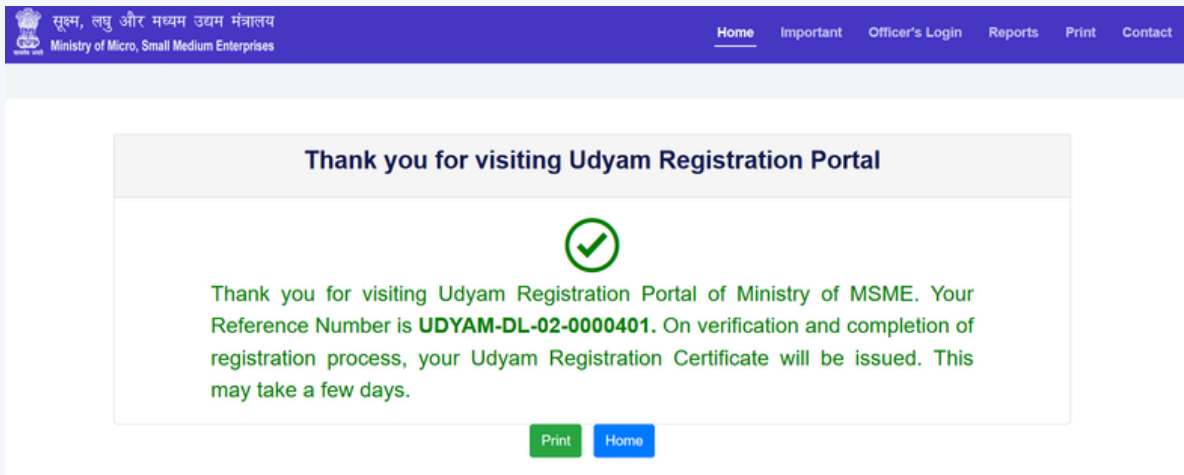 सूक्ष्म, लघु और मध्यम उद्यम मंत्रालय
Ministry of Micro, Small Medium Enterprises
Home Important Officer's Login Reports Print Contact
Thank you for visiting Udyam Registration Portal
Thank you for visiting Udyam Registration Portal of Ministry of MSME. Your
Reference Number is UDYAM-DL-02-0000401. On verification and completion of
registration process, your Udyam Registration Certificate will be issued. This
may take a few days.
Print Home